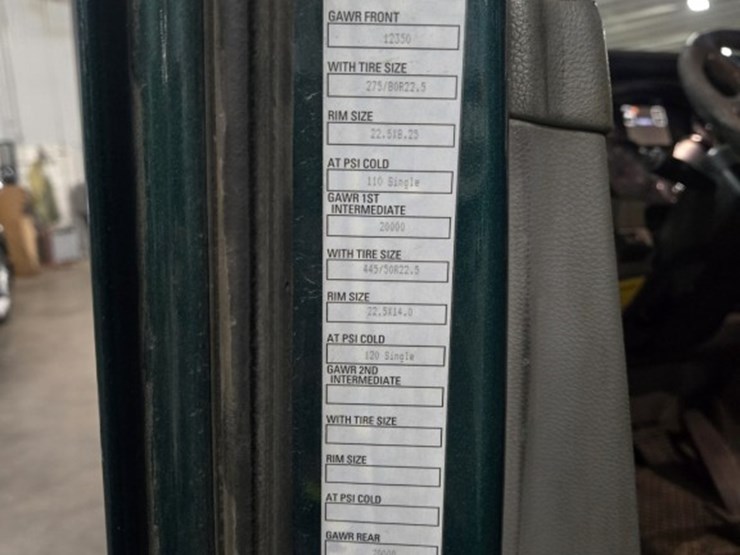 GAWR FRONT
12350
WITH TIRE SIZE
275/80R22.5
RIM SIZE
22.5X8.25
AT PSI COLD
110 Single
GAWR 1ST
INTERMEDIATE
20000
WITH TIRE SIZE
445/50R22.5
RIM SIZE
22.5X14.0
AT PSI COLD
120 Single
GAWR 2ND
INTERMEDIATE
WITH TIRE SIZE
RIM SIZE
AT PSI COLD
GAWR REAR